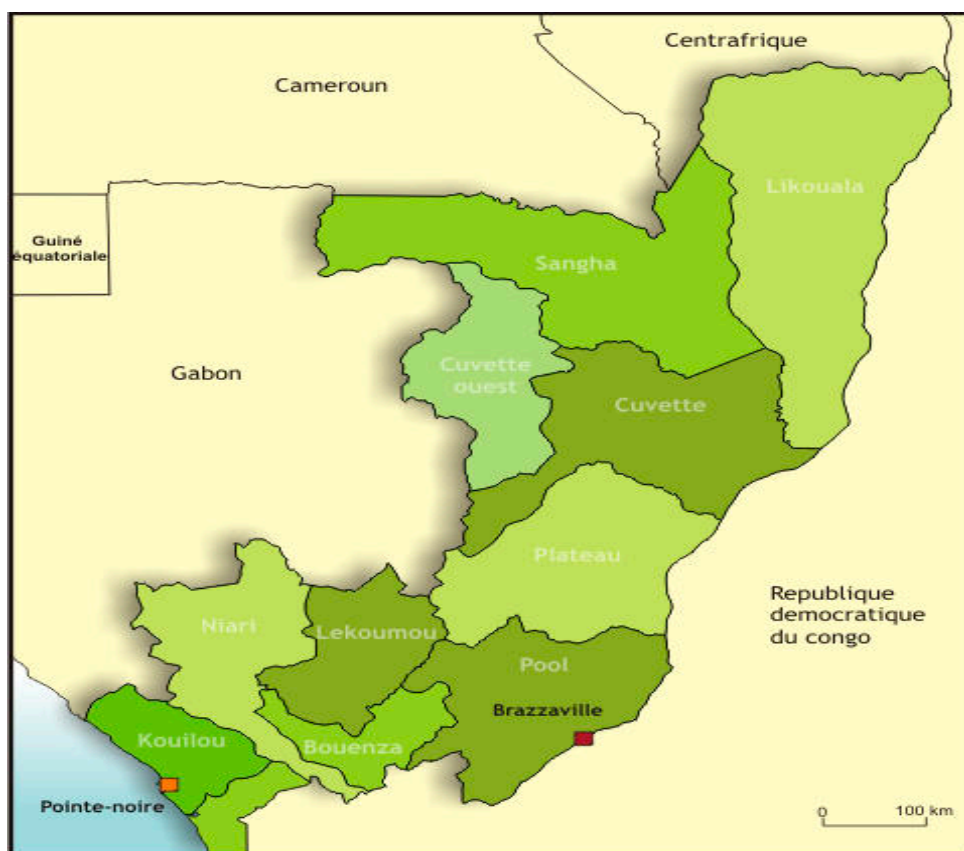 Centrafrique
Cameroun
Likouala
Guiné
équatoriale
Sangha
Gabon
Cuvette
ouest
Cuvette
Plateau
Republique
democratique
du congo
Niari
Lekoumou
Pool
Brazzaville
Kouilou
Bouenza
Pointe-noire
0 100 km